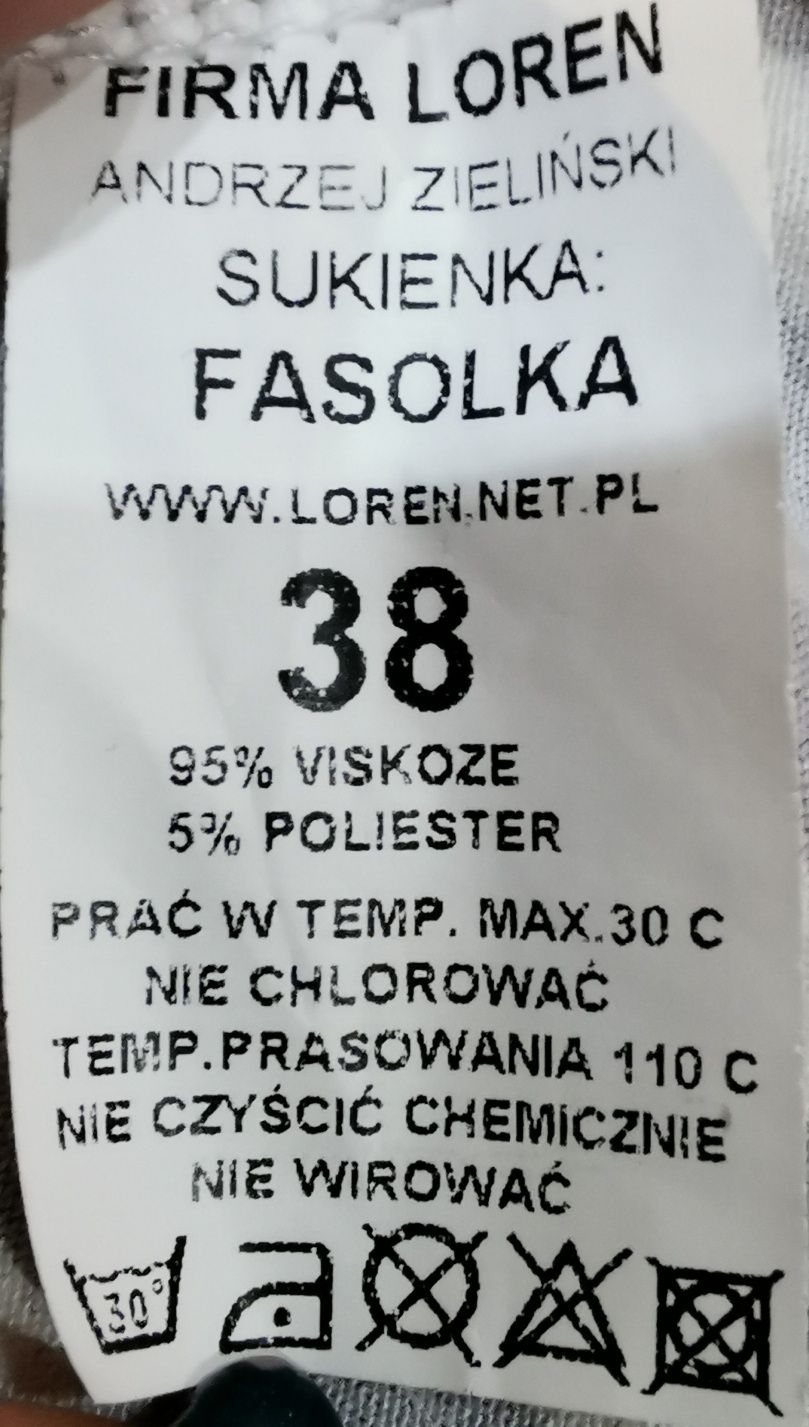 FIRMA LOREN
ANDRZEJ ZIELIŃSKI
SUKIENKA:
FASOLKA
WWW.LOREN.NET.PL
38
95% VISKOZE
5% POLIESTER
PRAĆ W TEMP. MAX.30 C
NIE CHLOROWAĆ
TEMP.PRASOWANIA 110 C
NIE CZYŚCIĆ CHEMICZNIE
NIE WIROWAĆ
30°